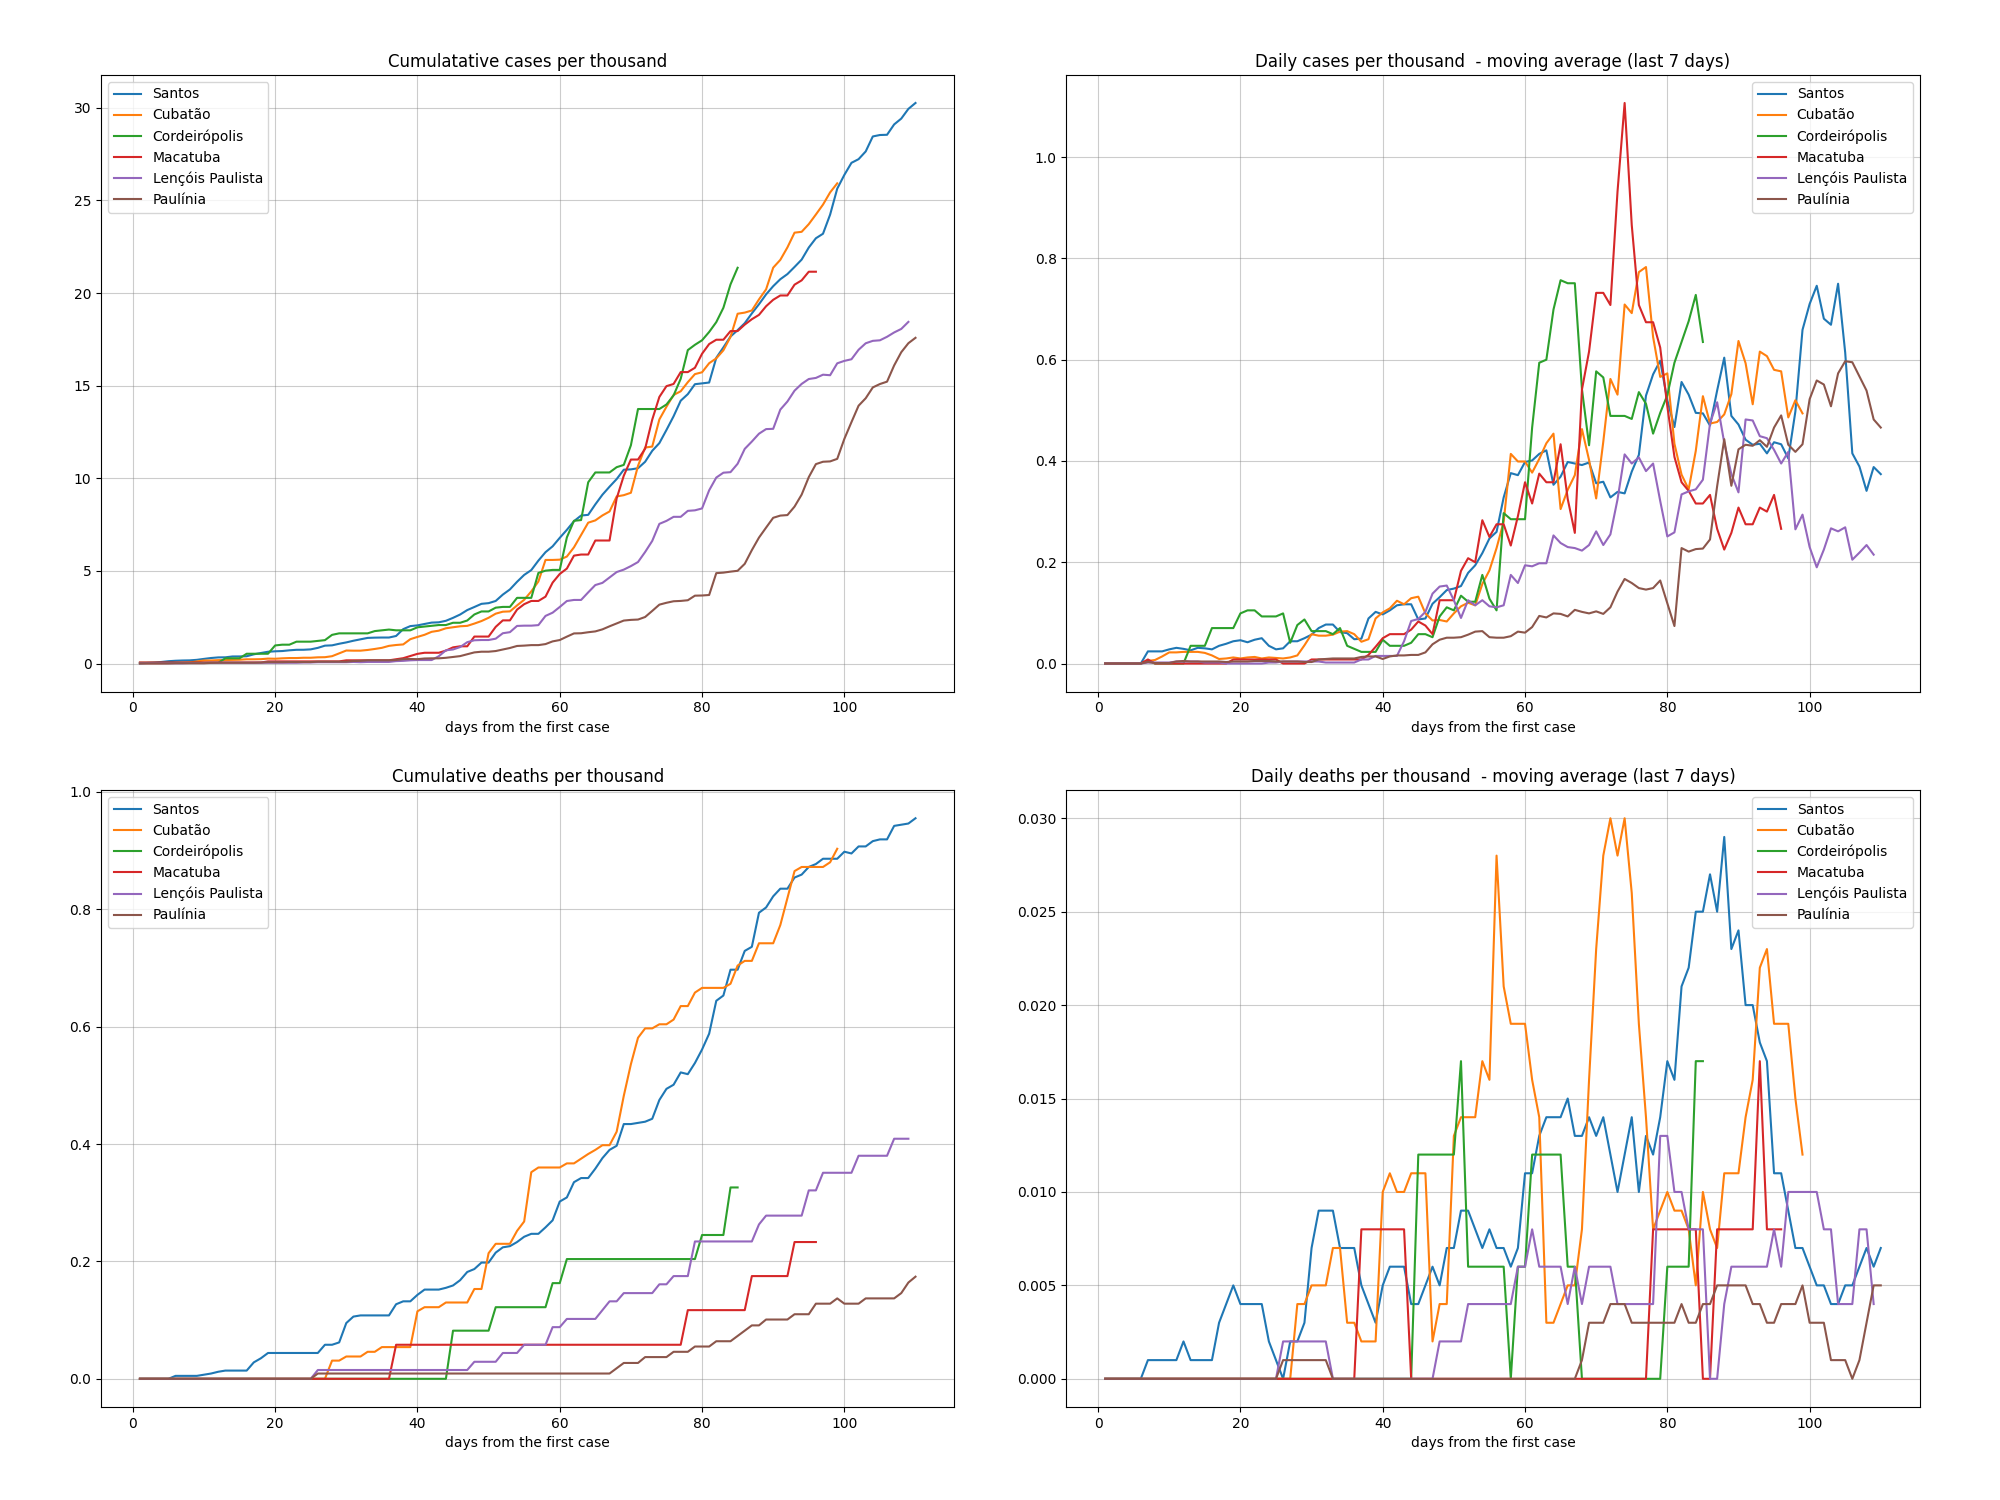 Cumulatative cases per thousand
Santos
Cubatão
Cordeirópolis
Macatuba
Lençóis Paulista
Paulínia
30
25
20
15
10
5
0
0 20 40 60 80 100
days from the first case
Daily cases per thousand - moving average (last 7 days)
Santos
Cubatão
Cordeirópolis
Macatuba
Lençóis Paulista
Paulínia
1.0
0.8
0.6
0.4
0.2
0.0
0 20 40 60 80 100
days from the first case
Cumulative deaths per thousand
Santos
Cubatão
Cordeirópolis
Macatuba
Lençóis Paulista
Paulínia
1.0
0.8
0.6
0.4
0.2
0.0
0 20 40 60 80 100
days from the first case
Daily deaths per thousand - moving average (last 7 days)
Santos
Cubatão
Cordeirópolis
Macatuba
Lençóis Paulista
Paulínia
0.030
0.025
0.020
0.015
0.010
0.005
0.000
0 20 40 60 80 100
days from the first case